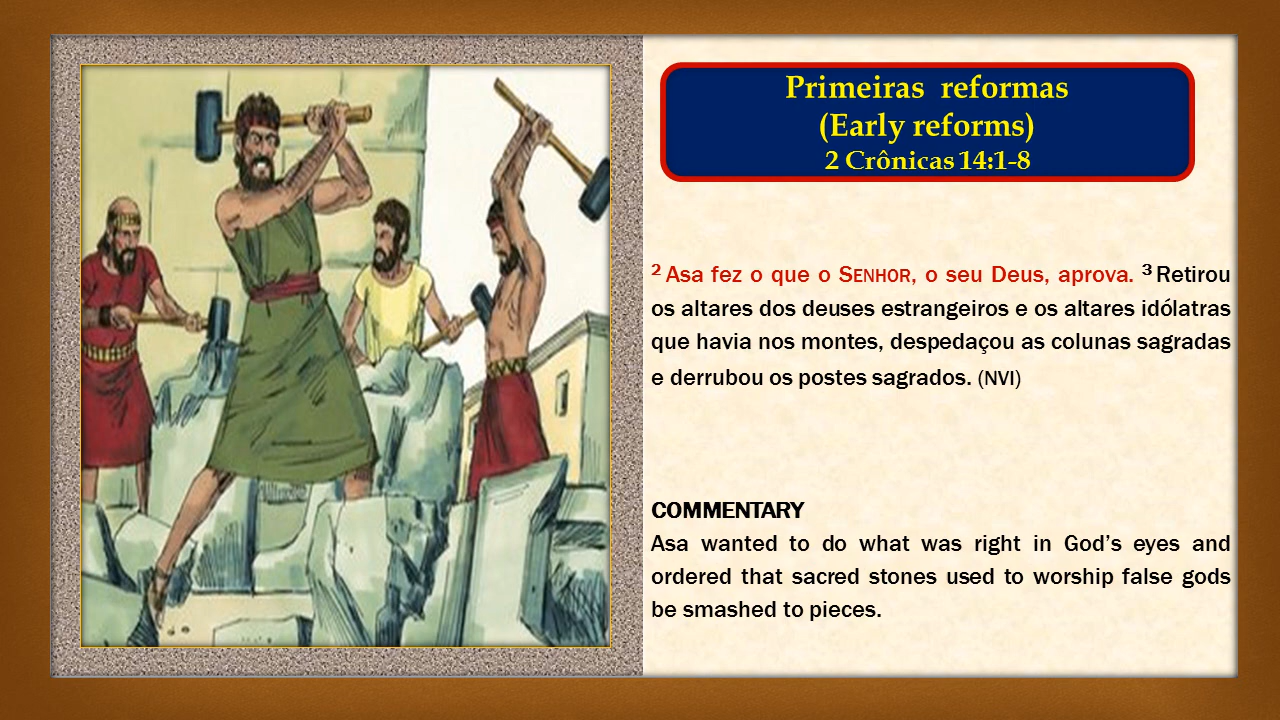 Primeiras reformas
(Early reforms)
2 Crônicas 14:1-8
2 Asa fez o que o SENHOR, o seu Deus, aprova. 3 Retirou
os altares dos deuses estrangeiros e os altares idólatras
que havia nos montes, despedaçou as colunas sagradas
e derrubou os postes sagrados. (NVI)
COMMENTARY
Asa wanted to do what was right in God’s eyes and
ordered that sacred stones used to worship false gods
be smashed to pieces.